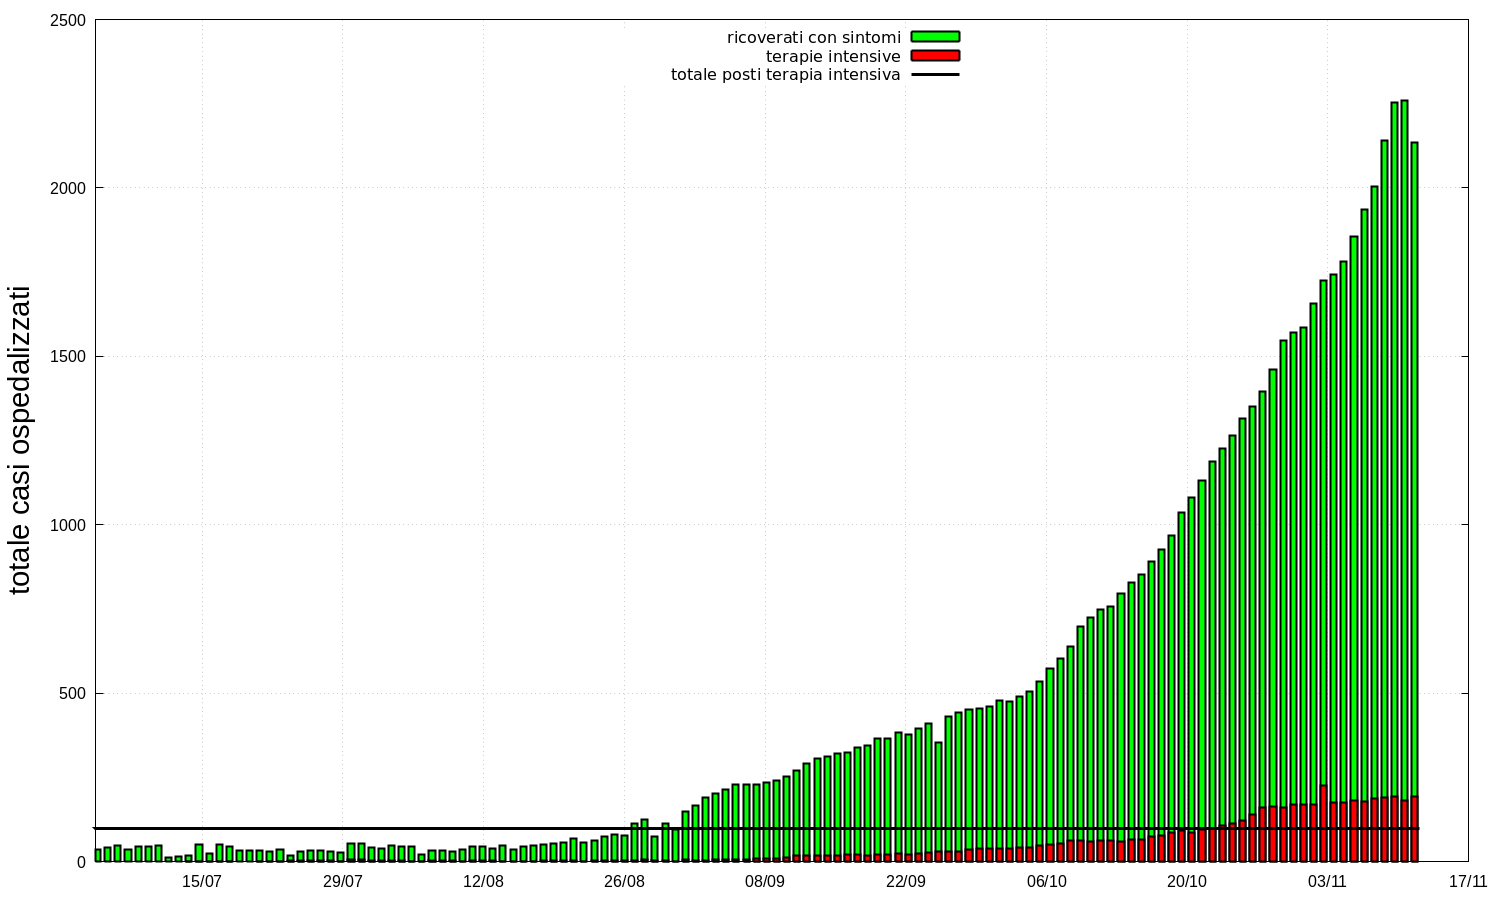 2500
ricoverati con sintomi
terapie intensive
totale posti terapia intensiva
2000
1500
1000
500
0
totale casi ospedalizzati
15/07 29/07 12/08 26/08 08/09 22/09 06/10 20/10 03/11 17/11